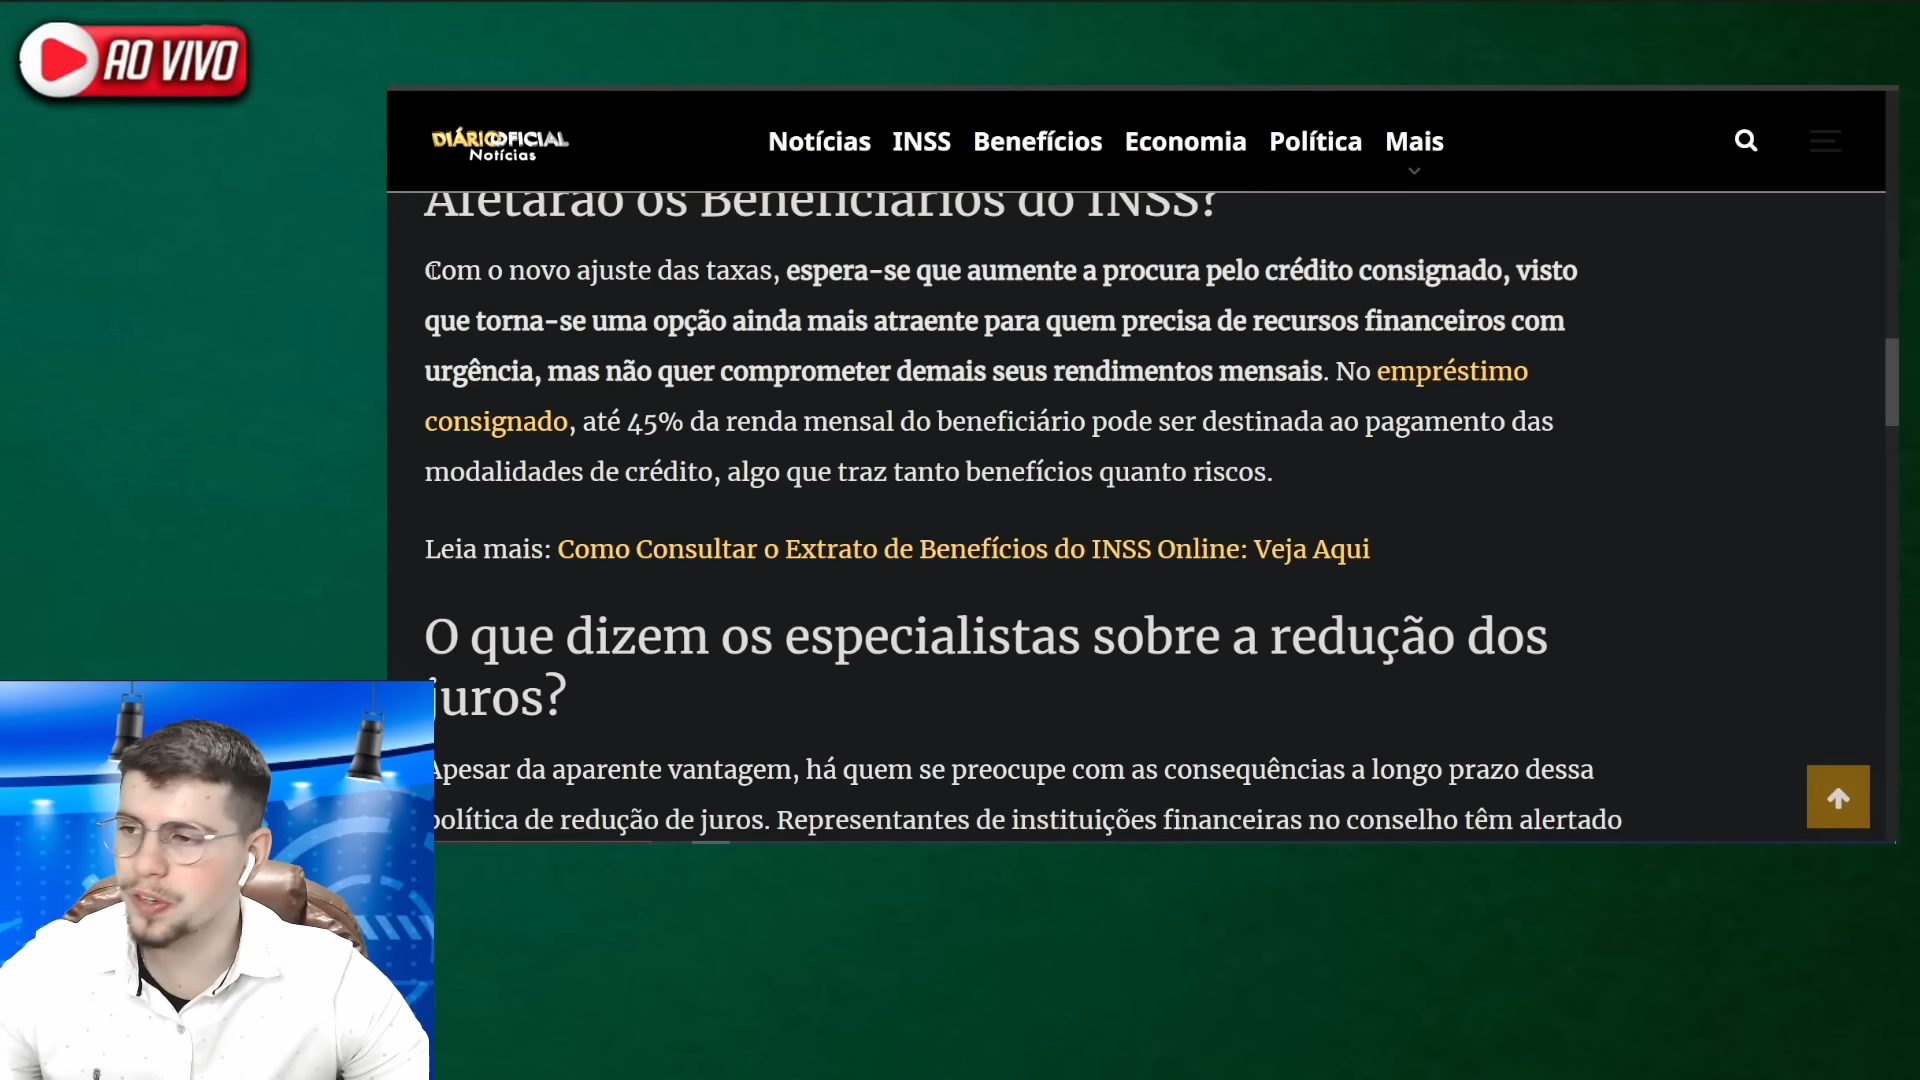 AO VIVO
DIÁRIO OFICIAL
Notícias
Notícias INSS Benefícios Economia Política Mais
Afetarão os Beneficiários do INSS?
Com o novo ajuste das taxas, espera-se que aumente a procura pelo crédito consignado, visto
que torna-se uma opção ainda mais atraente para quem precisa de recursos financeiros com
urgência, mas não quer comprometer demais seus rendimentos mensais. No empréstimo
consignado, até 45% da renda mensal do beneficiário pode ser destinada ao pagamento das
modalidades de crédito, algo que traz tanto benefícios quanto riscos.
Leia mais: Como Consultar o Extrato de Benefícios do INSS Online: Veja Aqui
O que dizem os especialistas sobre a redução dos
juros?
Apesar da aparente vantagem, há quem se preocupe com as consequências a longo prazo dessa
política de redução de juros. Representantes de instituições financeiras no conselho têm alertado